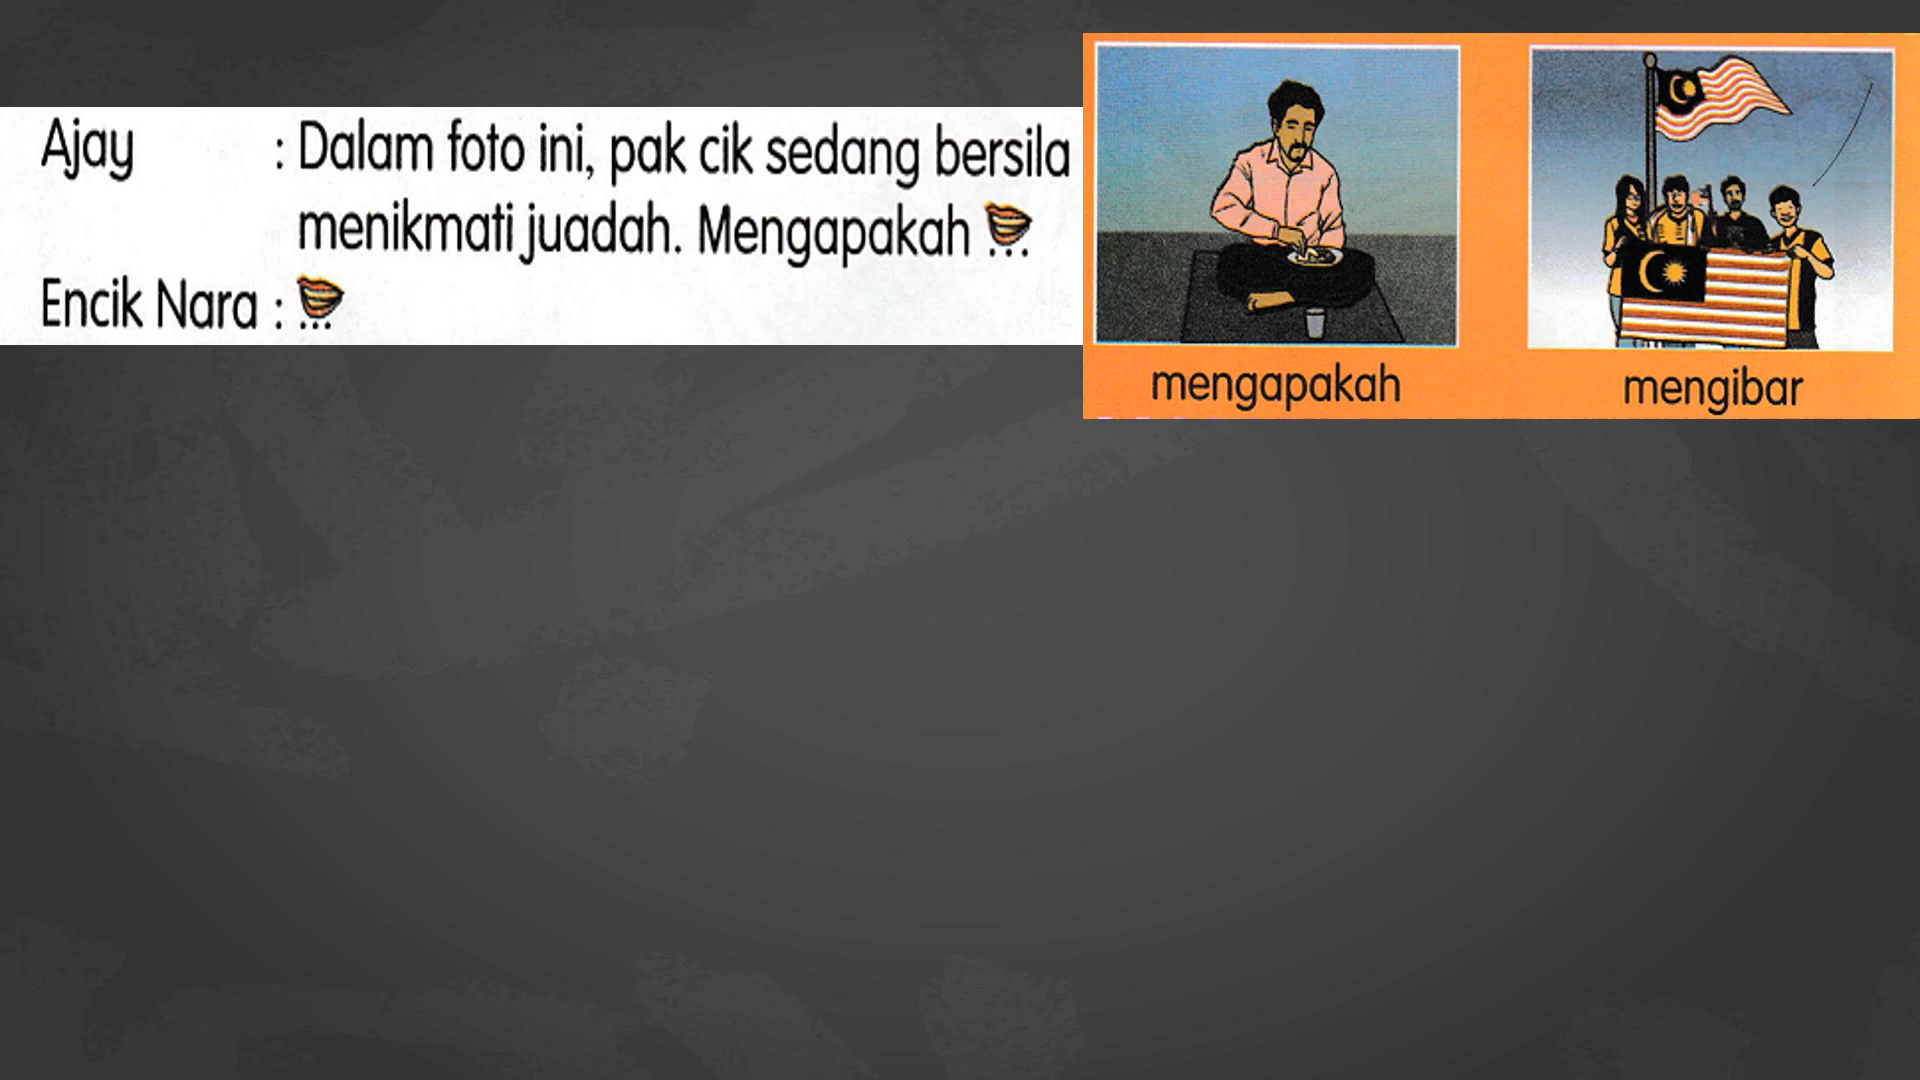 Ajay : Dalam foto ini, pak cik sedang bersila
menikmati juadah. Mengapakah ...
Encik Nara : ...
mengapakah
mengibar